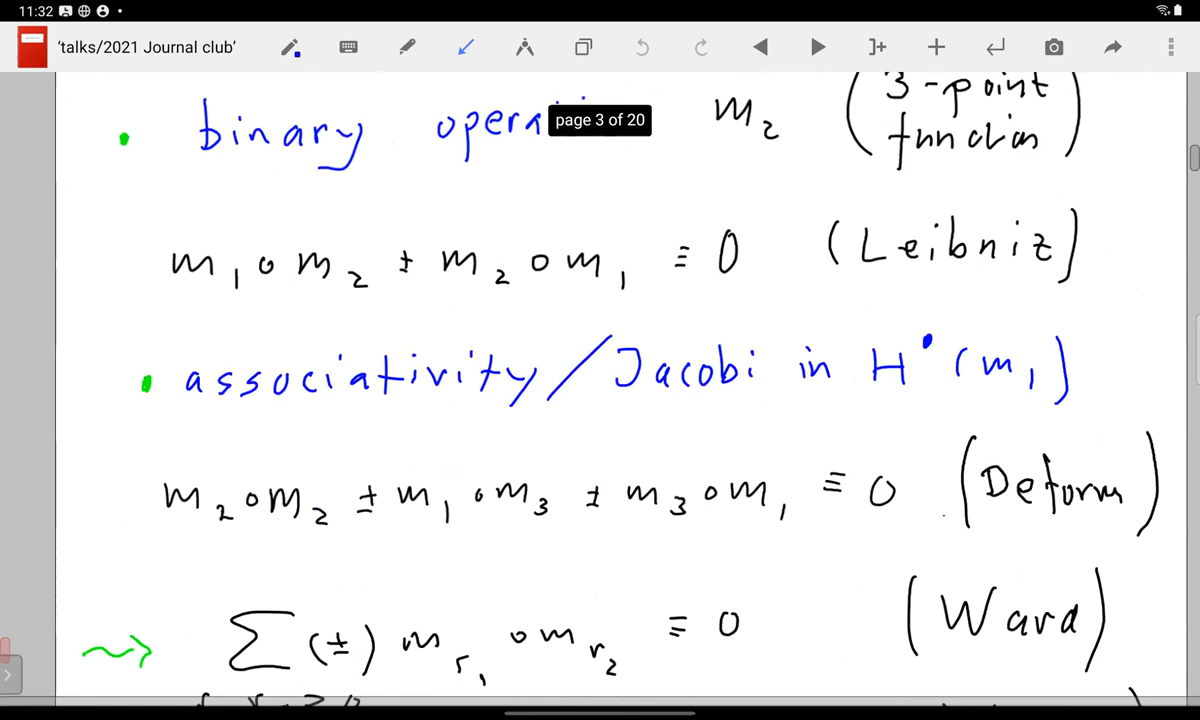 11:32
'talks/2021 Journal club'
page 3 of 20
(3-point
• binary opera m₂
function)
m₁ ∘ m₂ ± m₂ ∘ m₁ ≡ 0 (Leibniz)
• associativity/Jacobi in H•(m₁)
m₂ ∘ m₂ ± m₁ ∘ m₃ ± m₃ ∘ m₁ ≡ 0 (Deform)
⇝ Σ (±) m_{r₁} ∘ m_{r₂} ≡ 0 (Ward)